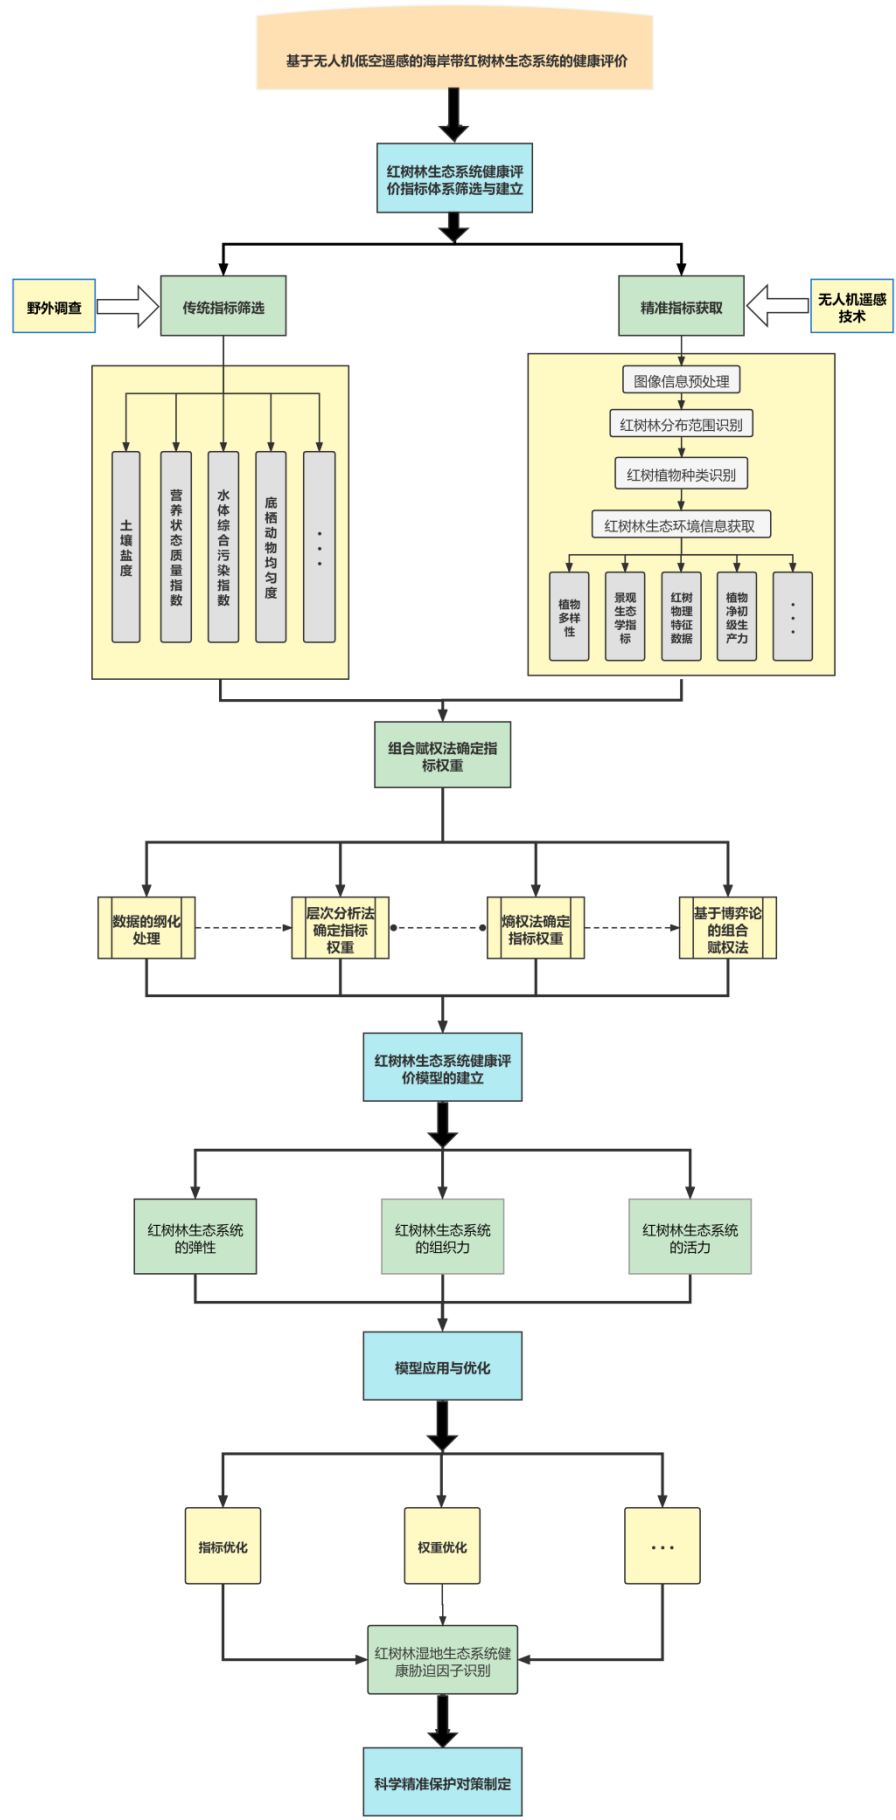 基于无人机低空遥感的海岸带红树林生态系统的健康评价
红树林生态系统健康评
价指标体系筛选与建立
野外调查
传统指标筛选
精准指标获取
无人机遥感
技术
图像信息预处理
红树林分布范围识别
红树植物种类识别
红树林生态环境信息获取
土壤盐度
营养状态质量指数
水体综合污染指数
底栖动物均匀度
···
植物
多样
性
景观
生态
学指
标
红树
物理
特征
数据
植物
净初
级生
产力
···
组合赋权法确定指
标权重
数据的纲化
处理
层次分析法
确定指标
权重
熵权法确定
指标权重
基于博弈论
的组合
赋权法
红树林生态系统健康评
价模型的建立
红树林生态系统
的弹性
红树林生态系统
的组织力
红树林生态系统
的活力
模型应用与优化
指标优化
权重优化
···
红树林湿地生态系统健
康胁迫因子识别
科学精准保护对策制定